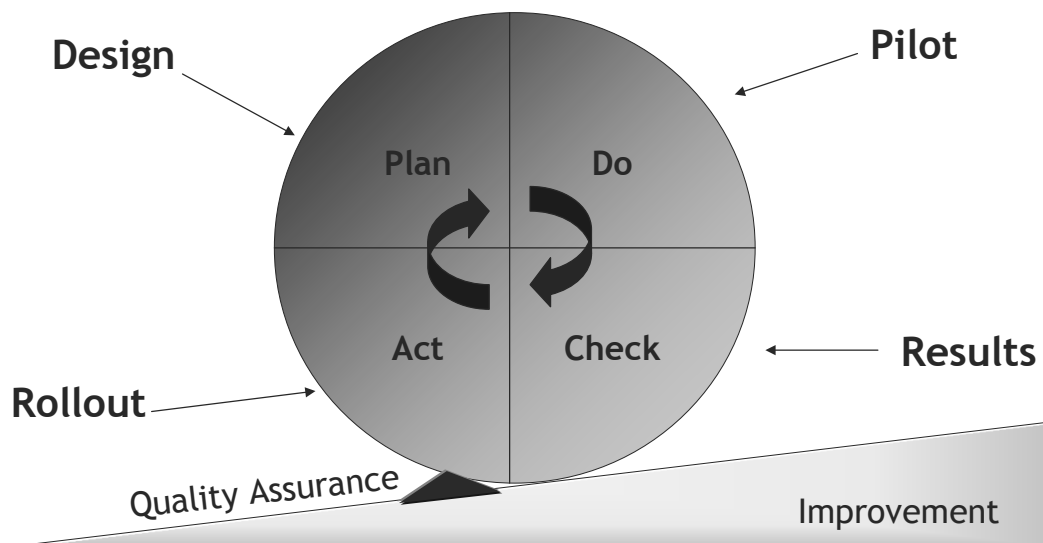 Design
Pilot
Plan
Do
Act
Check
Results
Rollout
Quality Assurance
Improvement